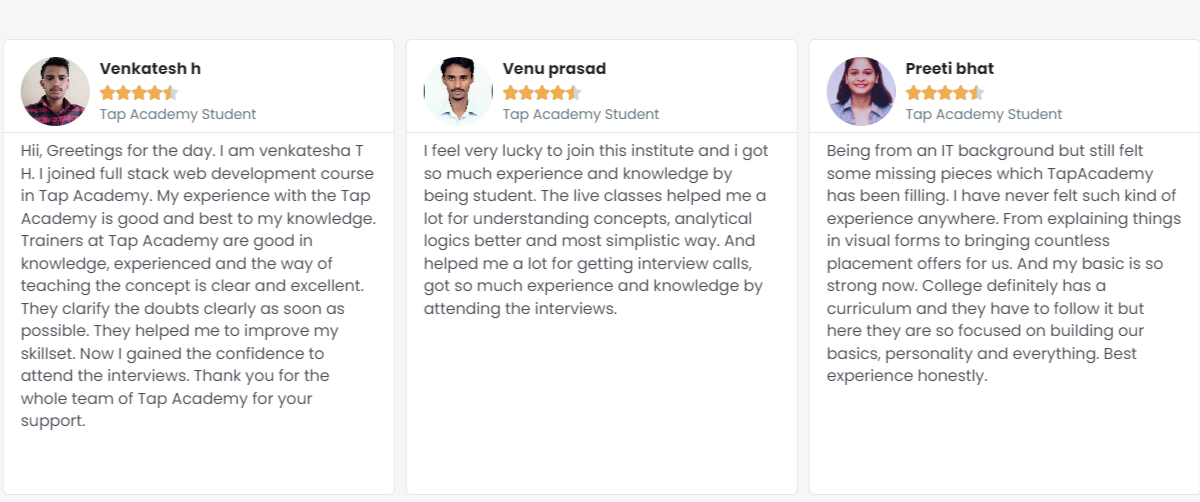 Venkatesh h
Tap Academy Student
Hii, Greetings for the day. I am venkatesha T
H. I joined full stack web development course
in Tap Academy. My experience with the Tap
Academy is good and best to my knowledge.
Trainers at Tap Academy are good in
knowledge, experienced and the way of
teaching the concept is clear and excellent.
They clarify the doubts clearly as soon as
possible. They helped me to improve my
skillset. Now I gained the confidence to
attend the interviews. Thank you for the
whole team of Tap Academy for your
support.
Venu prasad
Tap Academy Student
I feel very lucky to join this institute and i got
so much experience and knowledge by
being student. The live classes helped me a
lot for understanding concepts, analytical
logics better and most simplistic way. And
helped me a lot for getting interview calls,
got so much experience and knowledge by
attending the interviews.
Preeti bhat
Tap Academy Student
Being from an IT background but still felt
some missing pieces which TapAcademy
has been filling. I have never felt such kind of
experience anywhere. From explaining things
in visual forms to bringing countless
placement offers for us. And my basic is so
strong now. College definitely has a
curriculum and they have to follow it but
here they are so focused on building our
basics, personality and everything. Best
experience honestly.